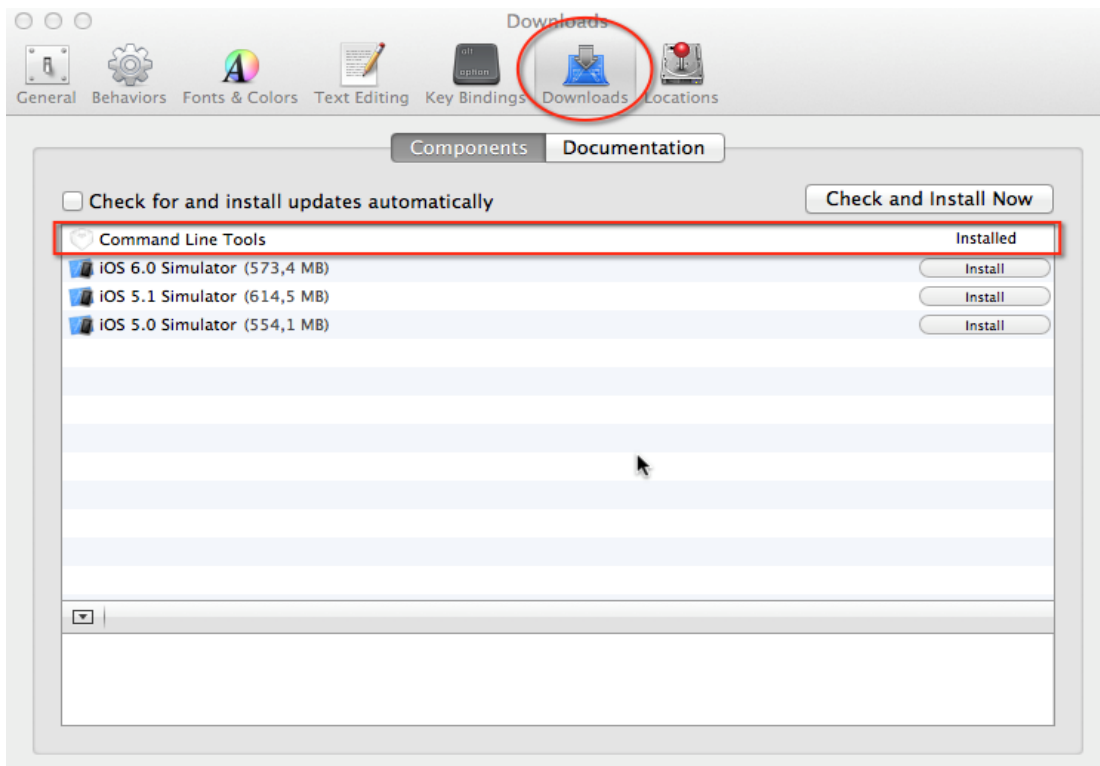 Downloads
alt
option
General Behaviors Fonts & Colors Text Editing Key Bindings Downloads Locations
Components Documentation
Check for and install updates automatically Check and Install Now
Command Line Tools Installed
iOS 6.0 Simulator (573,4 MB) Install
iOS 5.1 Simulator (614,5 MB) Install
iOS 5.0 Simulator (554,1 MB) Install